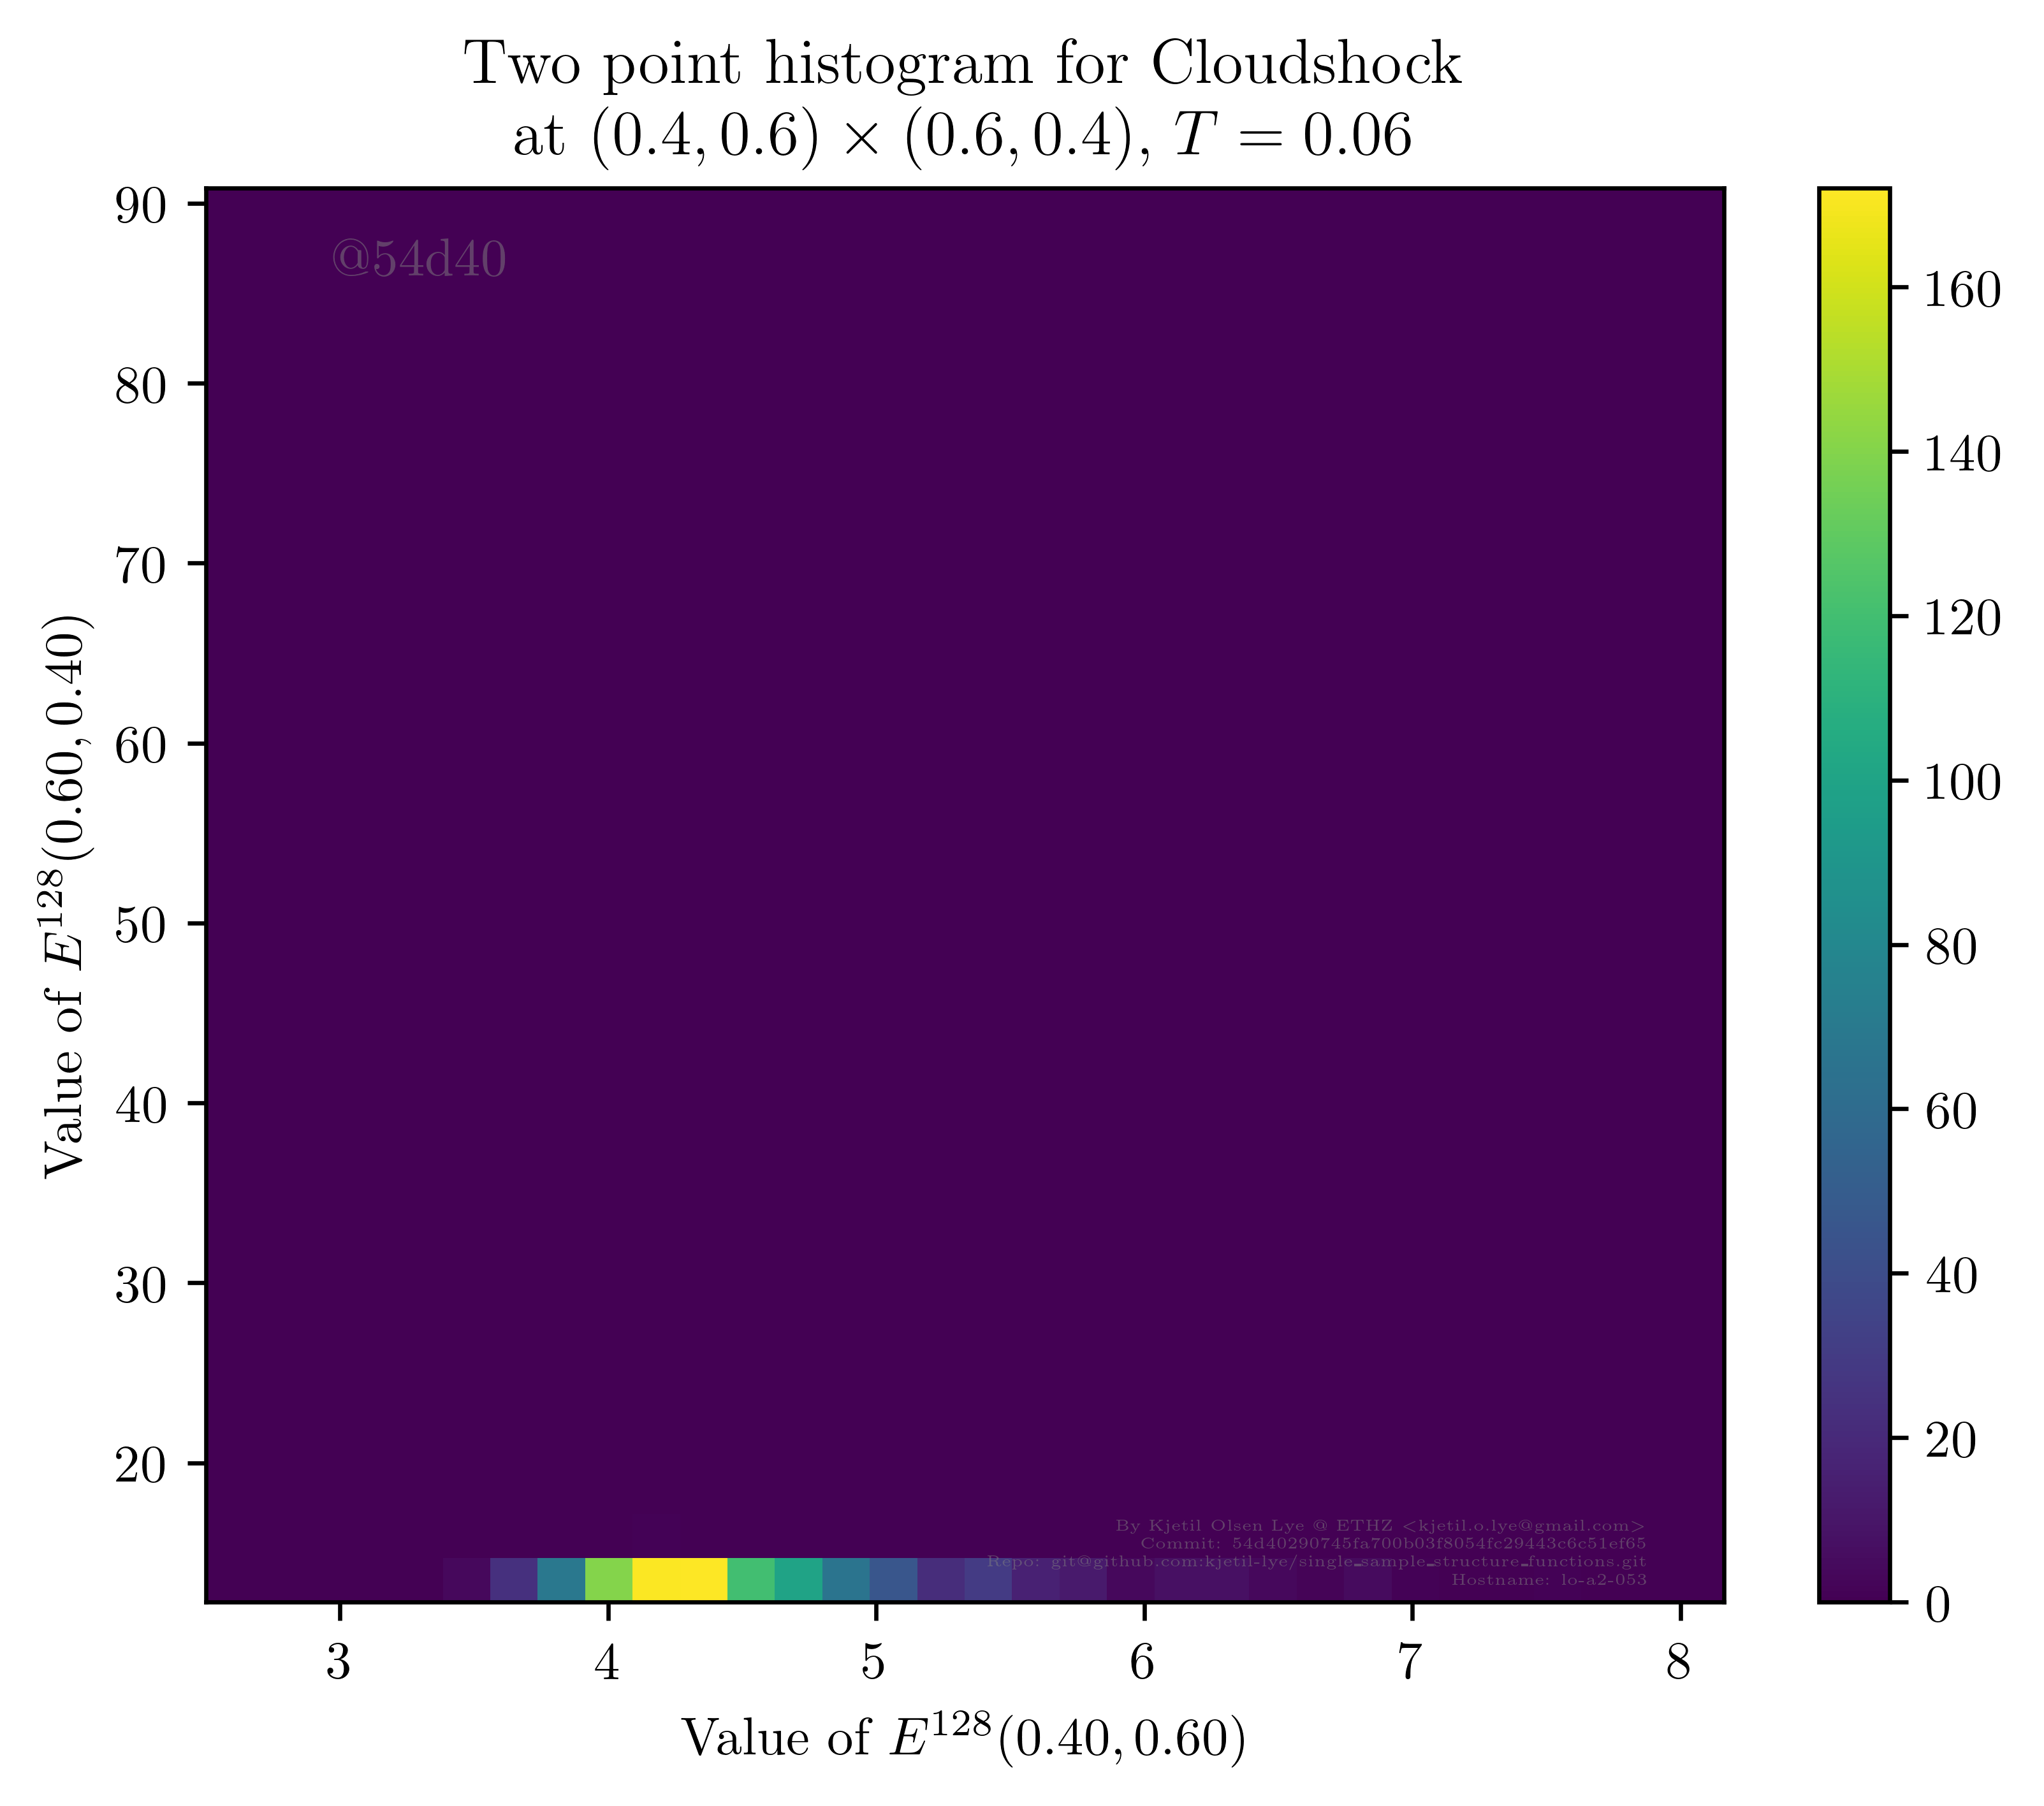 Two point histogram for Cloudshock
at (0.4, 0.6) × (0.6, 0.4), T = 0.06
@54d40
90
80
70
60
50
40
30
20
Value of E^128(0.60, 0.40)
160
140
120
100
80
60
40
20
0
By Kjetil Olsen Lye @ ETHZ <kjetil.o.lye@gmail.com>
Commit: 54d40290745fa700b03f8054fc29443c6c51ef65
Repo: git@github.com:kjetil-lye/single_sample_structure_functions.git
Hostname: lo-a2-053
3 4 5 6 7 8
Value of E^128(0.40, 0.60)